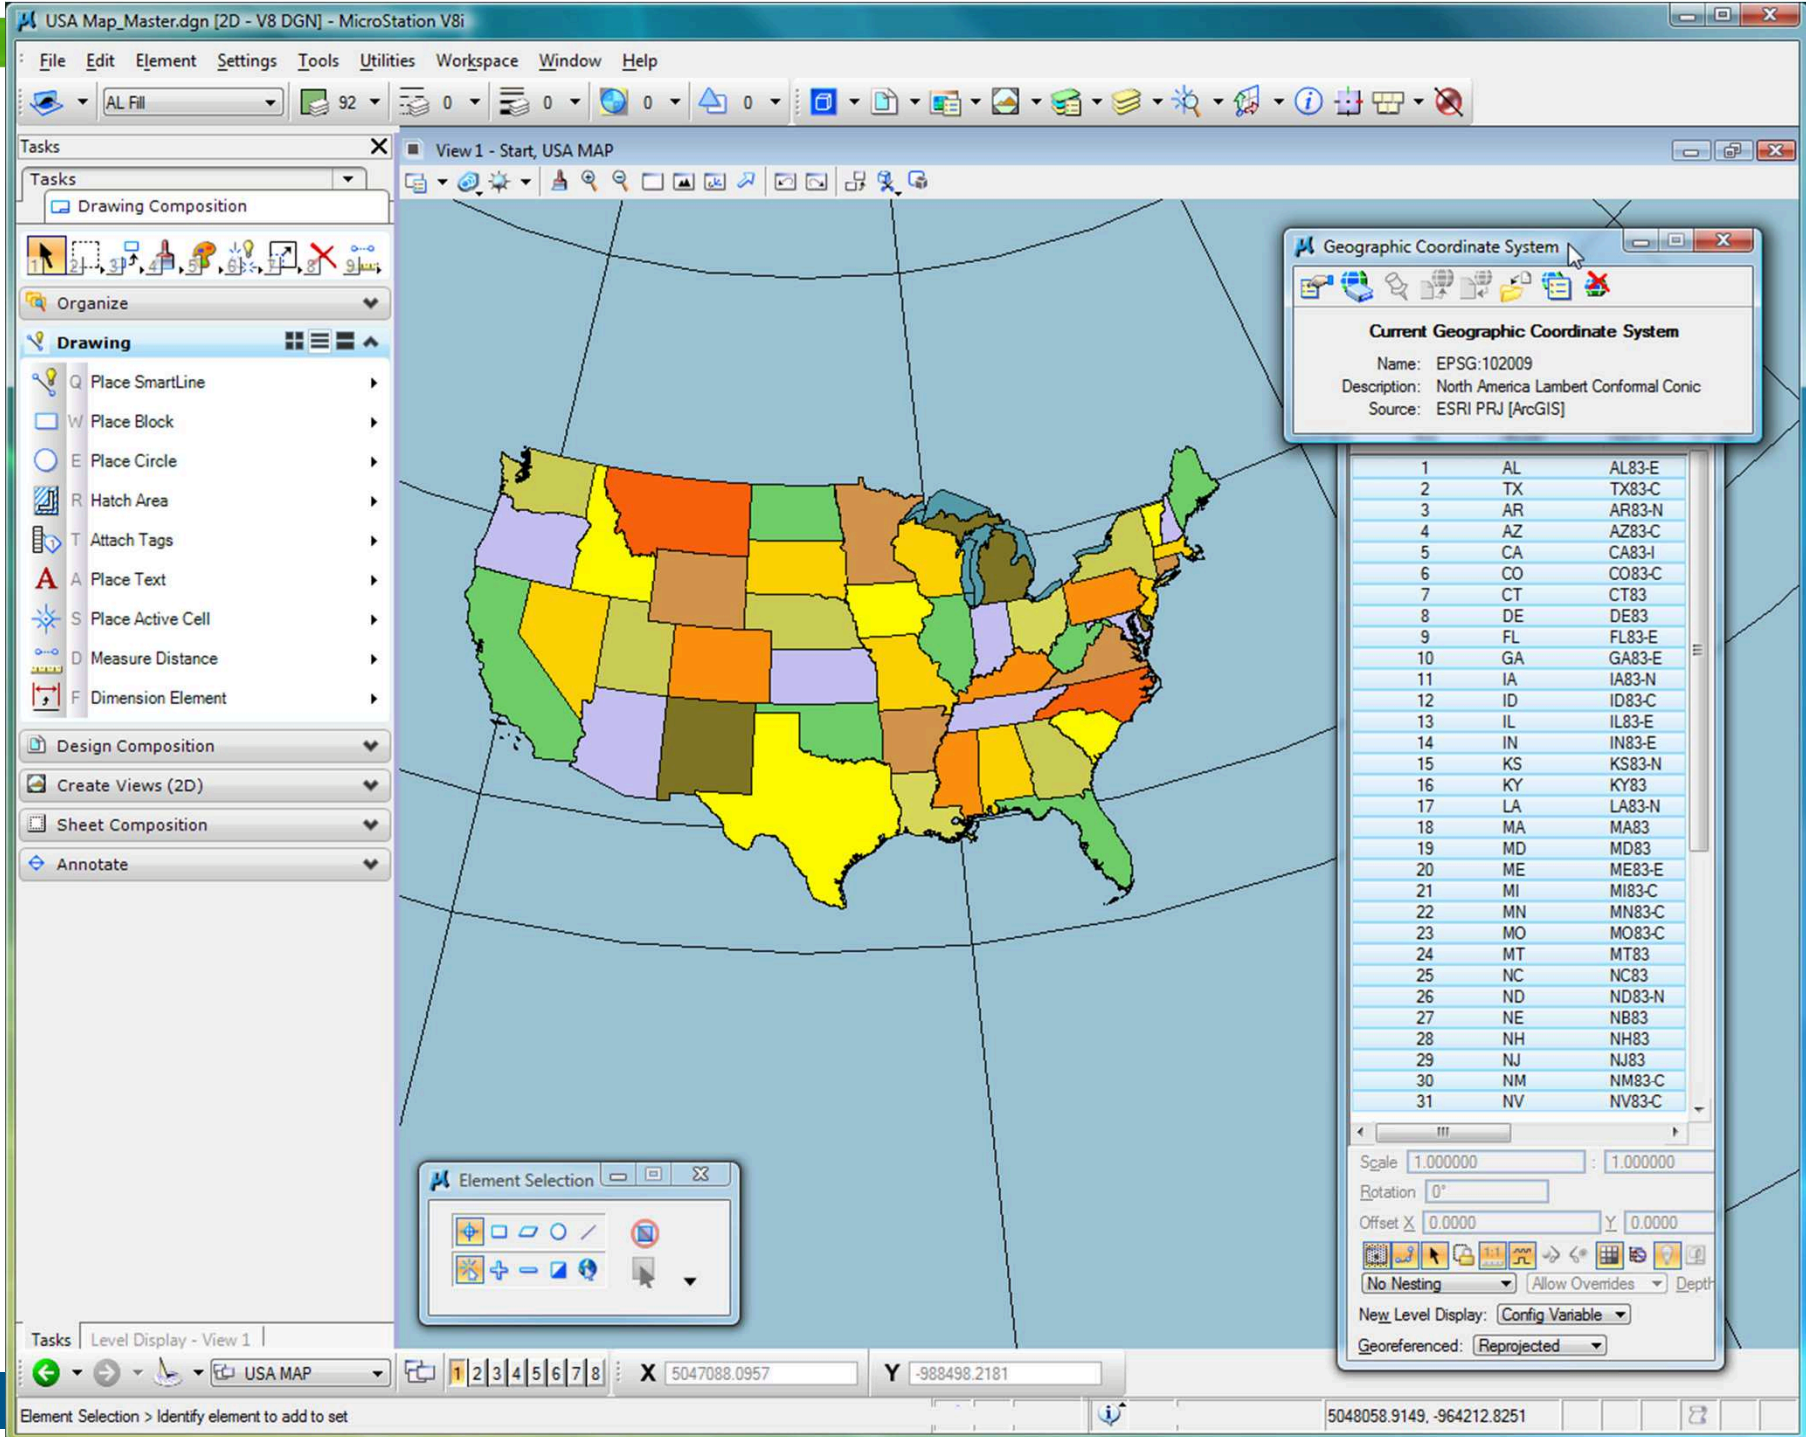 USA Map_Master.dgn [2D - V8 DGN] - MicroStation V8i
File Edit Element Settings Tools Utilities Workspace Window Help
AL Fill 92 0 0 0 0
Tasks
Tasks
Drawing Composition
1 2 3 4 5 6 7 8 9
Organize
Drawing
Q Place SmartLine
W Place Block
E Place Circle
R Hatch Area
T Attach Tags
A Place Text
S Place Active Cell
D Measure Distance
F Dimension Element
Design Composition
Create Views (2D)
Sheet Composition
Annotate
View 1 - Start, USA MAP
Geographic Coordinate System
Current Geographic Coordinate System
Name: EPSG:102009
Description: North America Lambert Conformal Conic
Source: ESRI PRJ [ArcGIS]
1 AL AL83-E
2 TX TX83-C
3 AR AR83-N
4 AZ AZ83-C
5 CA CA83-I
6 CO CO83-C
7 CT CT83
8 DE DE83
9 FL FL83-E
10 GA GA83-E
11 IA IA83-N
12 ID ID83-C
13 IL IL83-E
14 IN IN83-E
15 KS KS83-N
16 KY KY83
17 LA LA83-N
18 MA MA83
19 MD MD83
20 ME ME83-E
21 MI MI83-C
22 MN MN83-C
23 MO MO83-C
24 MT MT83
25 NC NC83
26 ND ND83-N
27 NE NB83
28 NH NH83
29 NJ NJ83
30 NM NM83-C
31 NV NV83-C
Scale 1.000000 : 1.000000
Rotation 0°
Offset X 0.0000 Y 0.0000
1:1
No Nesting Allow Overrides Depth
New Level Display: Config Variable
Georeferenced: Reprojected
Element Selection
Tasks Level Display - View 1
USA MAP 1 2 3 4 5 6 7 8 X 5047088.0957 Y -988498.2181
Element Selection > Identify element to add to set
5048058.9149, -964212.8251